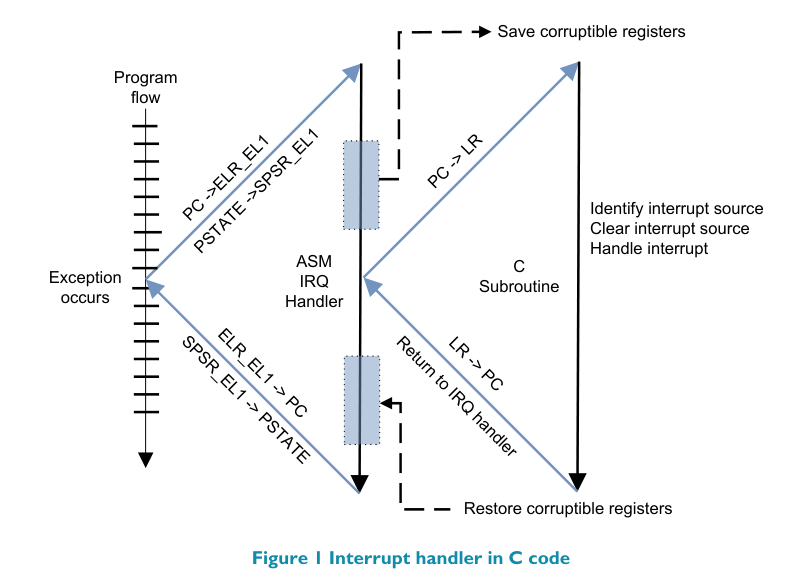 Save corruptible registers
Program
flow
PC ->ELR_EL1
PSTATE ->SPSR_EL1
PC -> LR
Identify interrupt source
Clear interrupt source
Handle interrupt
ASM
IRQ
Handler
C
Subroutine
Exception
occurs
ELR_EL1 -> PC
SPSR_EL1 -> PSTATE
LR -> PC
Return to IRQ handler
Restore corruptible registers
Figure 1 Interrupt handler in C code